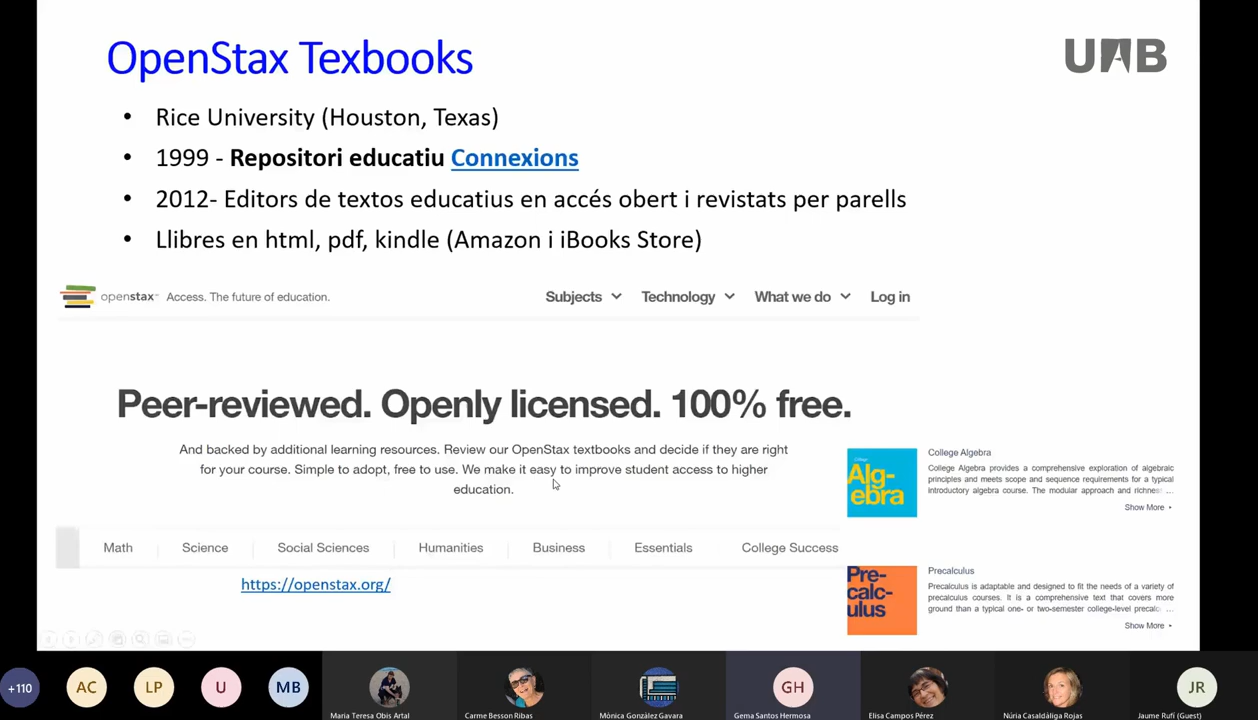 OpenStax Texbooks
UAB
• Rice University (Houston, Texas)
• 1999 - Repositori educatiu Connexions
• 2012- Editors de textos educatius en accés obert i revistats per parells
• Llibres en html, pdf, kindle (Amazon i iBooks Store)
openstax™ Access. The future of education.
Subjects Technology What we do Log in
Peer-reviewed. Openly licensed. 100% free.
And backed by additional learning resources. Review our OpenStax textbooks and decide if they are right
for your course. Simple to adopt, free to use. We make it easy to improve student access to higher
education.
College
Alg-
ebra
College Algebra
College Algebra provides a comprehensive exploration of algebraic
principles and meets scope and sequence requirements for a typical
introductory algebra course. The modular approach and richness ...
Show More
Math Science Social Sciences Humanities Business Essentials College Success
https://openstax.org/
Pre-
calc-
ulus
Precalculus
Precalculus is adaptable and designed to fit the needs of a variety of
precalculus courses. It is a comprehensive text that covers more
ground than a typical one- or two-semester college-level precalc ...
Show More
+110 AC LP U MB GH JR
Maria Teresa Obis Artal
Carme Besson Ribas
Mònica González Gavara
Gema Santos Hermosa
Elisa Campos Pérez
Núria Casaldàliga Rojas
Jaume Rufí (Guest)